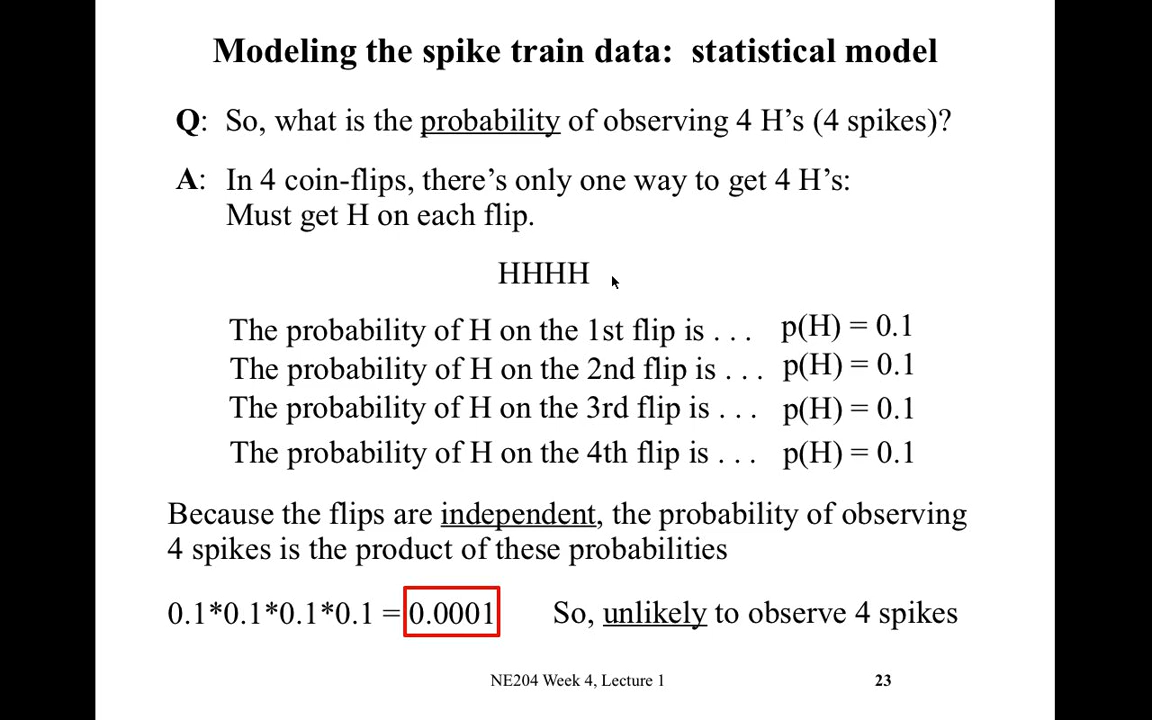 Modeling the spike train data: statistical model
Q: So, what is the probability of observing 4 H's (4 spikes)?
A: In 4 coin-flips, there's only one way to get 4 H's:
Must get H on each flip.
HHHH
The probability of H on the 1st flip is . . . p(H) = 0.1
The probability of H on the 2nd flip is . . . p(H) = 0.1
The probability of H on the 3rd flip is . . . p(H) = 0.1
The probability of H on the 4th flip is . . . p(H) = 0.1
Because the flips are independent, the probability of observing
4 spikes is the product of these probabilities
0.1*0.1*0.1*0.1 = 0.0001 So, unlikely to observe 4 spikes
NE204 Week 4, Lecture 1 23